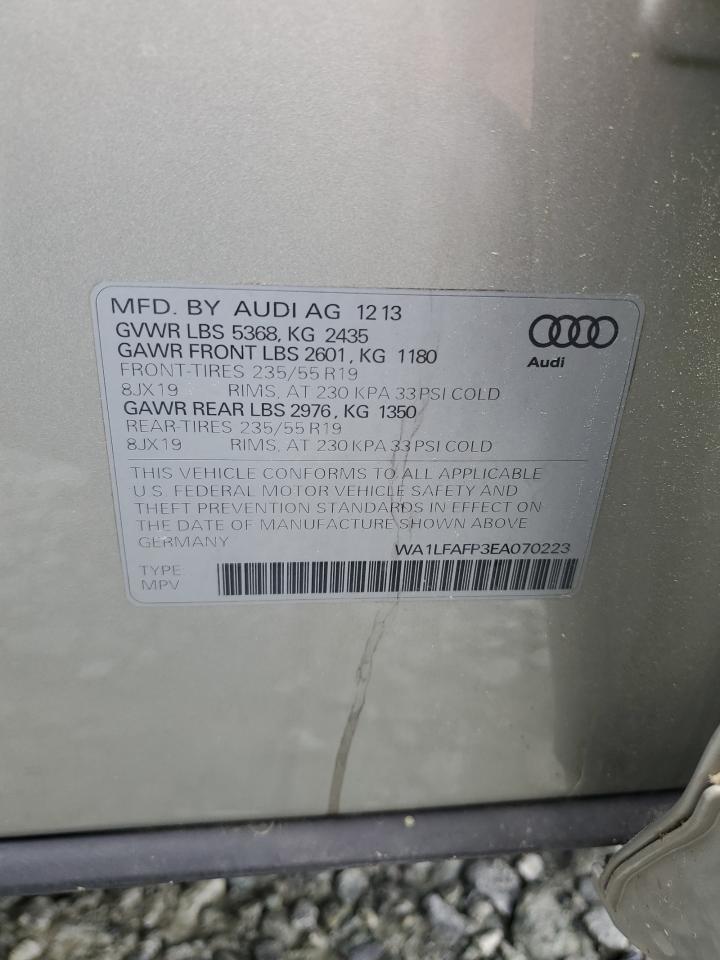 MFD. BY AUDI AG 12 13
GVWR LBS 5368, KG 2435
GAWR FRONT LBS 2601, KG 1180
FRONT-TIRES 235/55 R19
8JX19 RIMS, AT 230 KPA 33 PSI COLD
GAWR REAR LBS 2976, KG 1350
REAR-TIRES 235/55 R19
8JX19 RIMS, AT 230 KPA 33 PSI COLD
Audi
THIS VEHICLE CONFORMS TO ALL APPLICABLE
U.S. FEDERAL MOTOR VEHICLE SAFETY AND
THEFT PREVENTION STANDARDS IN EFFECT ON
THE DATE OF MANUFACTURE SHOWN ABOVE
GERMANY WA1LFAFP3EA070223
TYPE
MPV